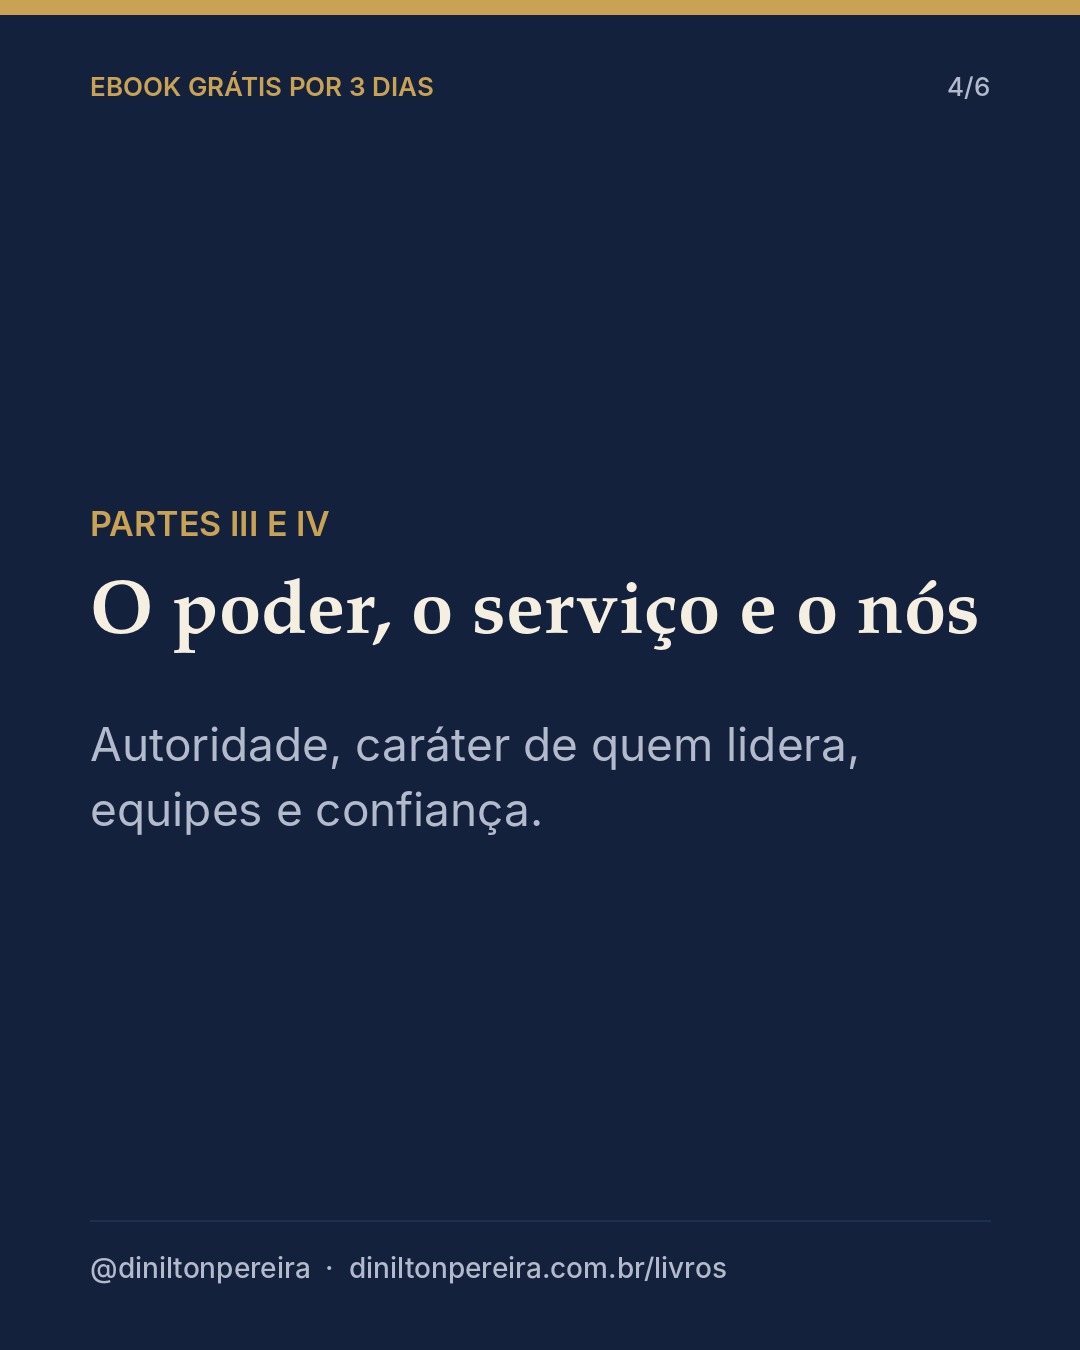 EBOOK GRÁTIS POR 3 DIAS
4/6
PARTES III E IV
O poder, o serviço e o nós
Autoridade, caráter de quem lidera,
equipes e confiança.
@diniltonpereira · diniltonpereira.com.br/livros